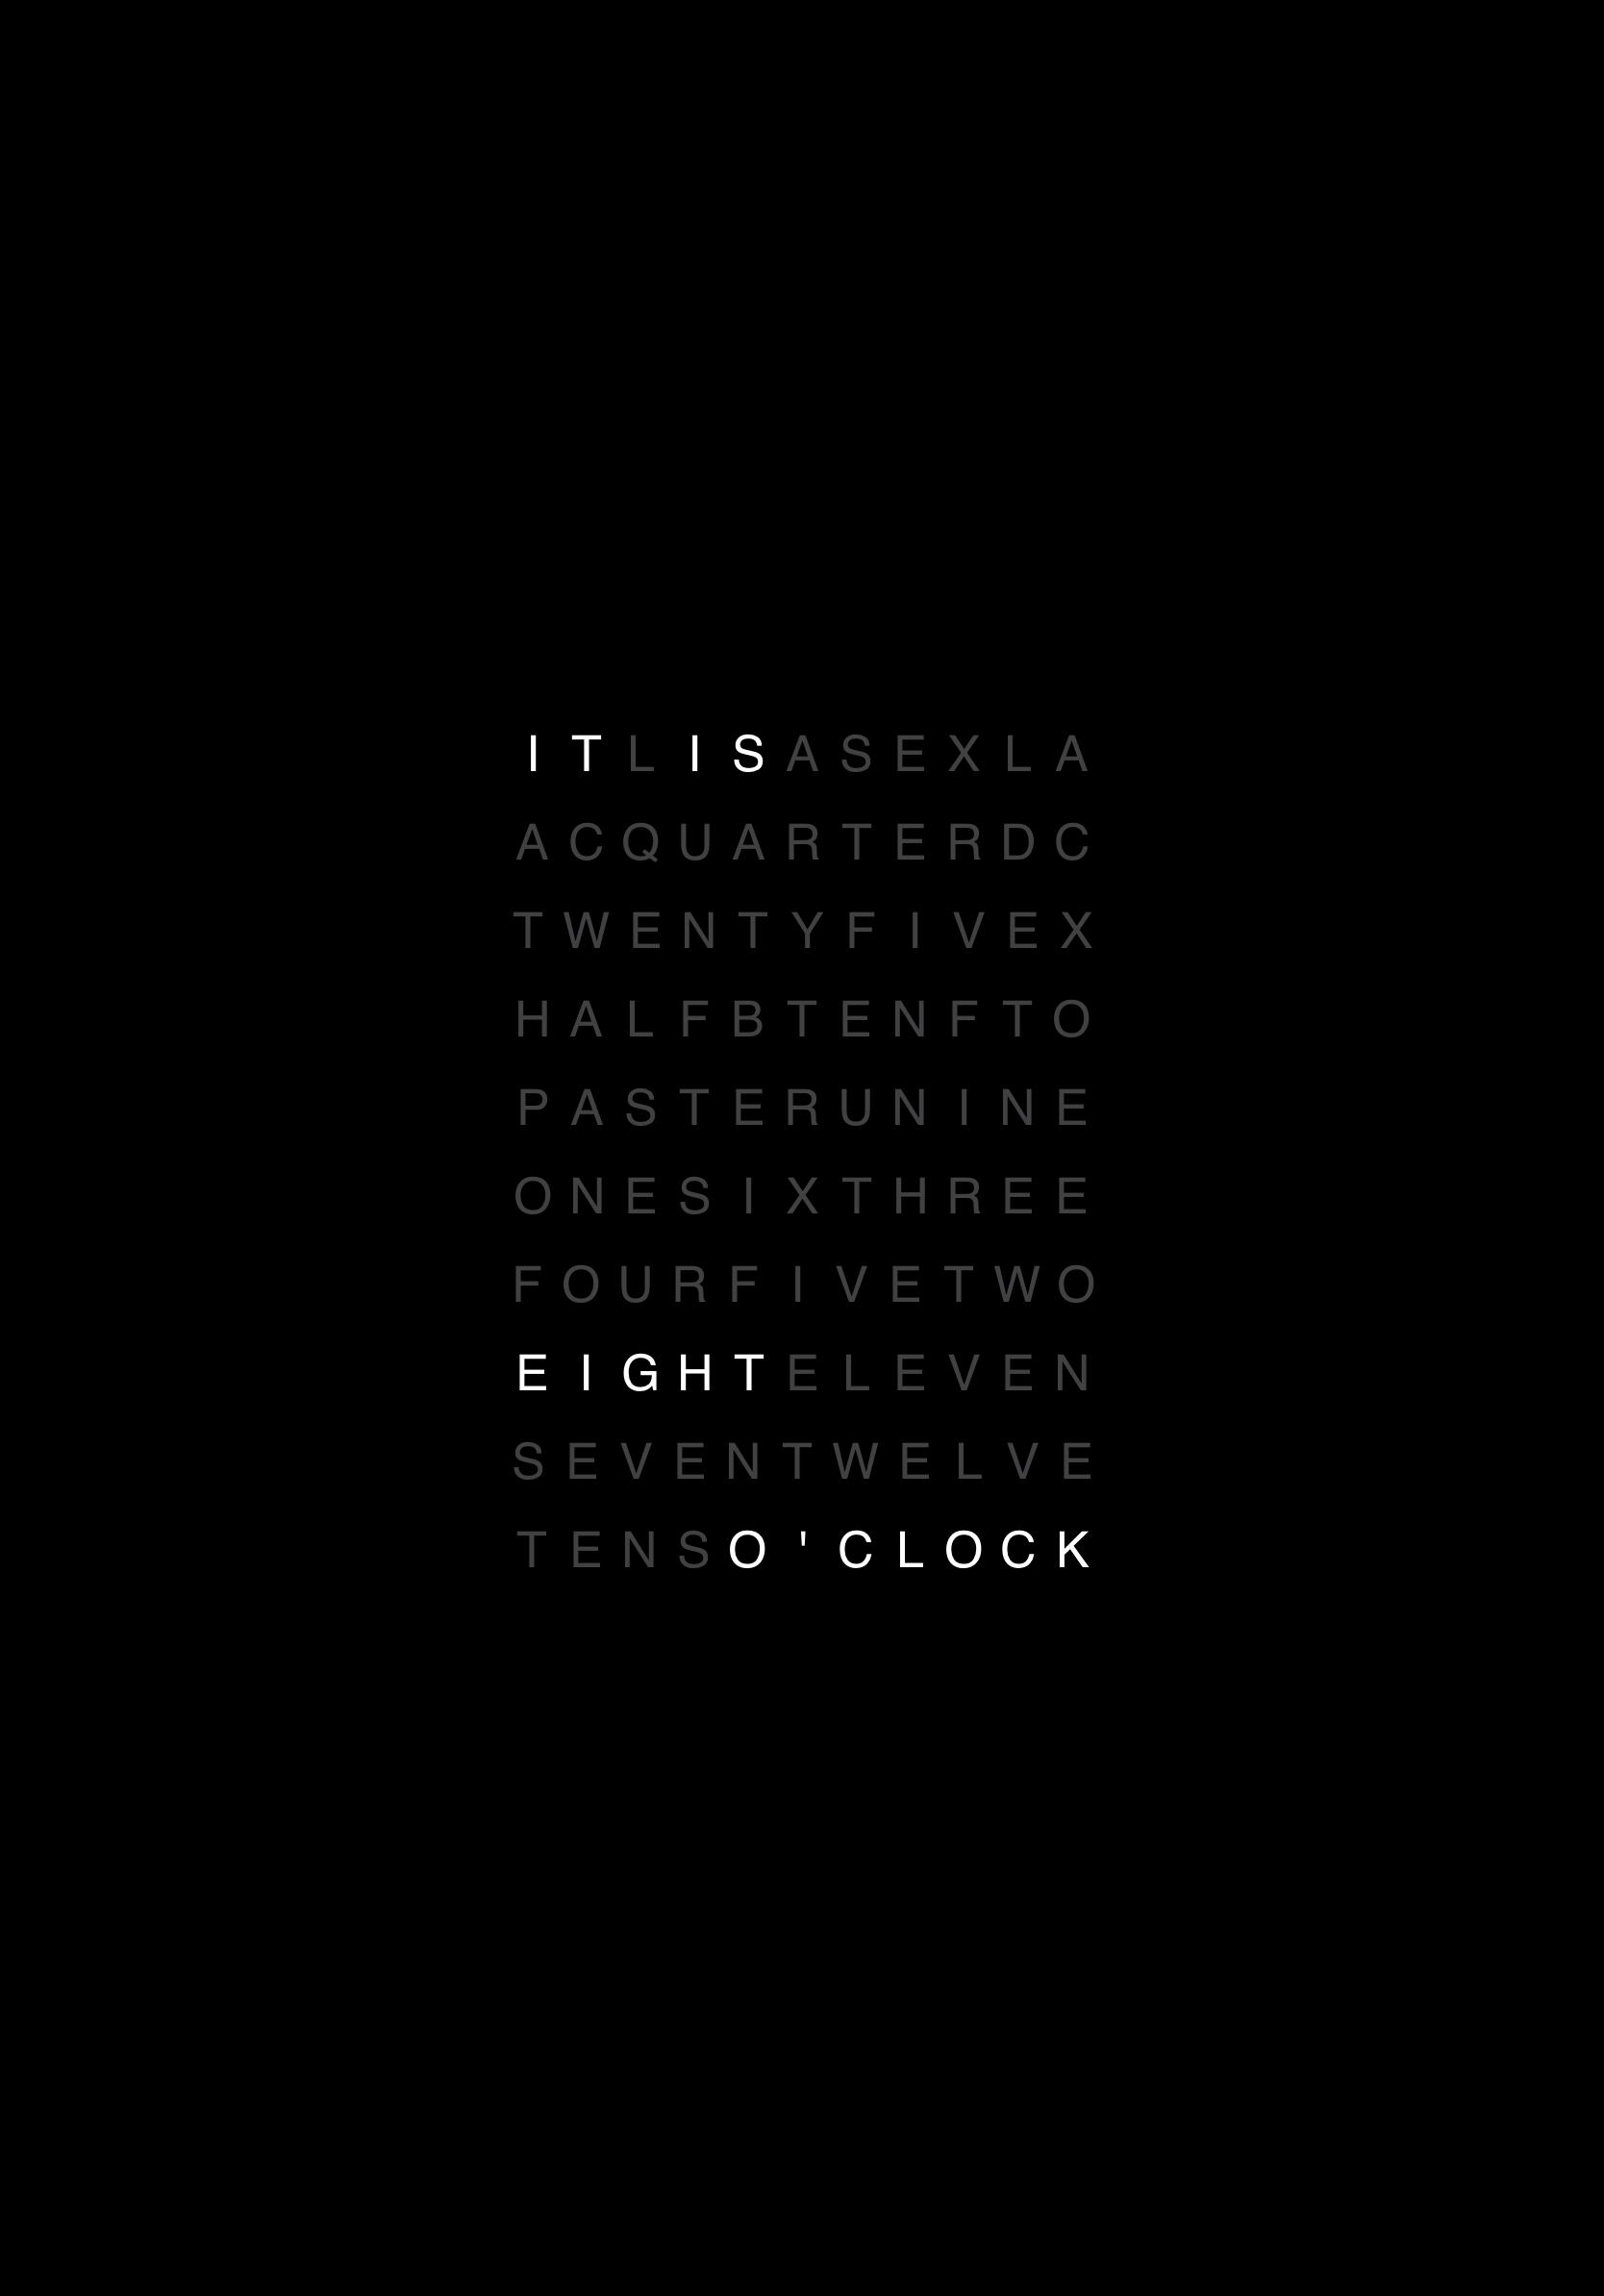 ITLISASEXLA
ACQUARTERDC
TWENTYFIVEX
HALFBTENFTO
PASTERUNINE
ONESIXTHREE
FOURFIVETWO
EIGHTELEVEN
SEVENTWELVE
TENSO'CLOCK